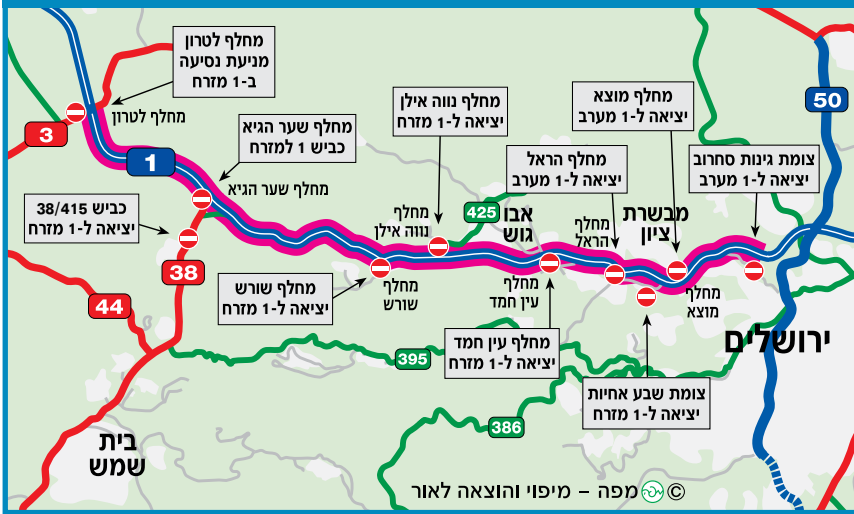 מחלף לטרון
מניעת נסיעה
ב-1 מזרח
מחלף לטרון
3
1
מחלף שער הגיא
כביש 1 למזרח
מחלף שער הגיא
כביש 38/415
יציאה ל-1 מזרח
38
44
מחלף נווה אילן
יציאה ל-1 מזרח
מחלף
נווה אילן
425
אבו
גוש
מחלף שורש
יציאה ל-1 מזרח
מחלף
שורש
מחלף הראל
יציאה ל-1 מערב
מחלף
הראל
מחלף
עין חמד
מחלף עין חמד
יציאה ל-1 מזרח
מחלף מוצא
יציאה ל-1 מערב
מבשרת
ציון
מחלף
מוצא
צומת גינות סחרוב
יציאה ל-1 מערב
50
ירושלים
צומת שבע אחיות
יציאה ל-1 מזרח
395
386
בית
שמש
© מפה – מיפוי והוצאה לאור